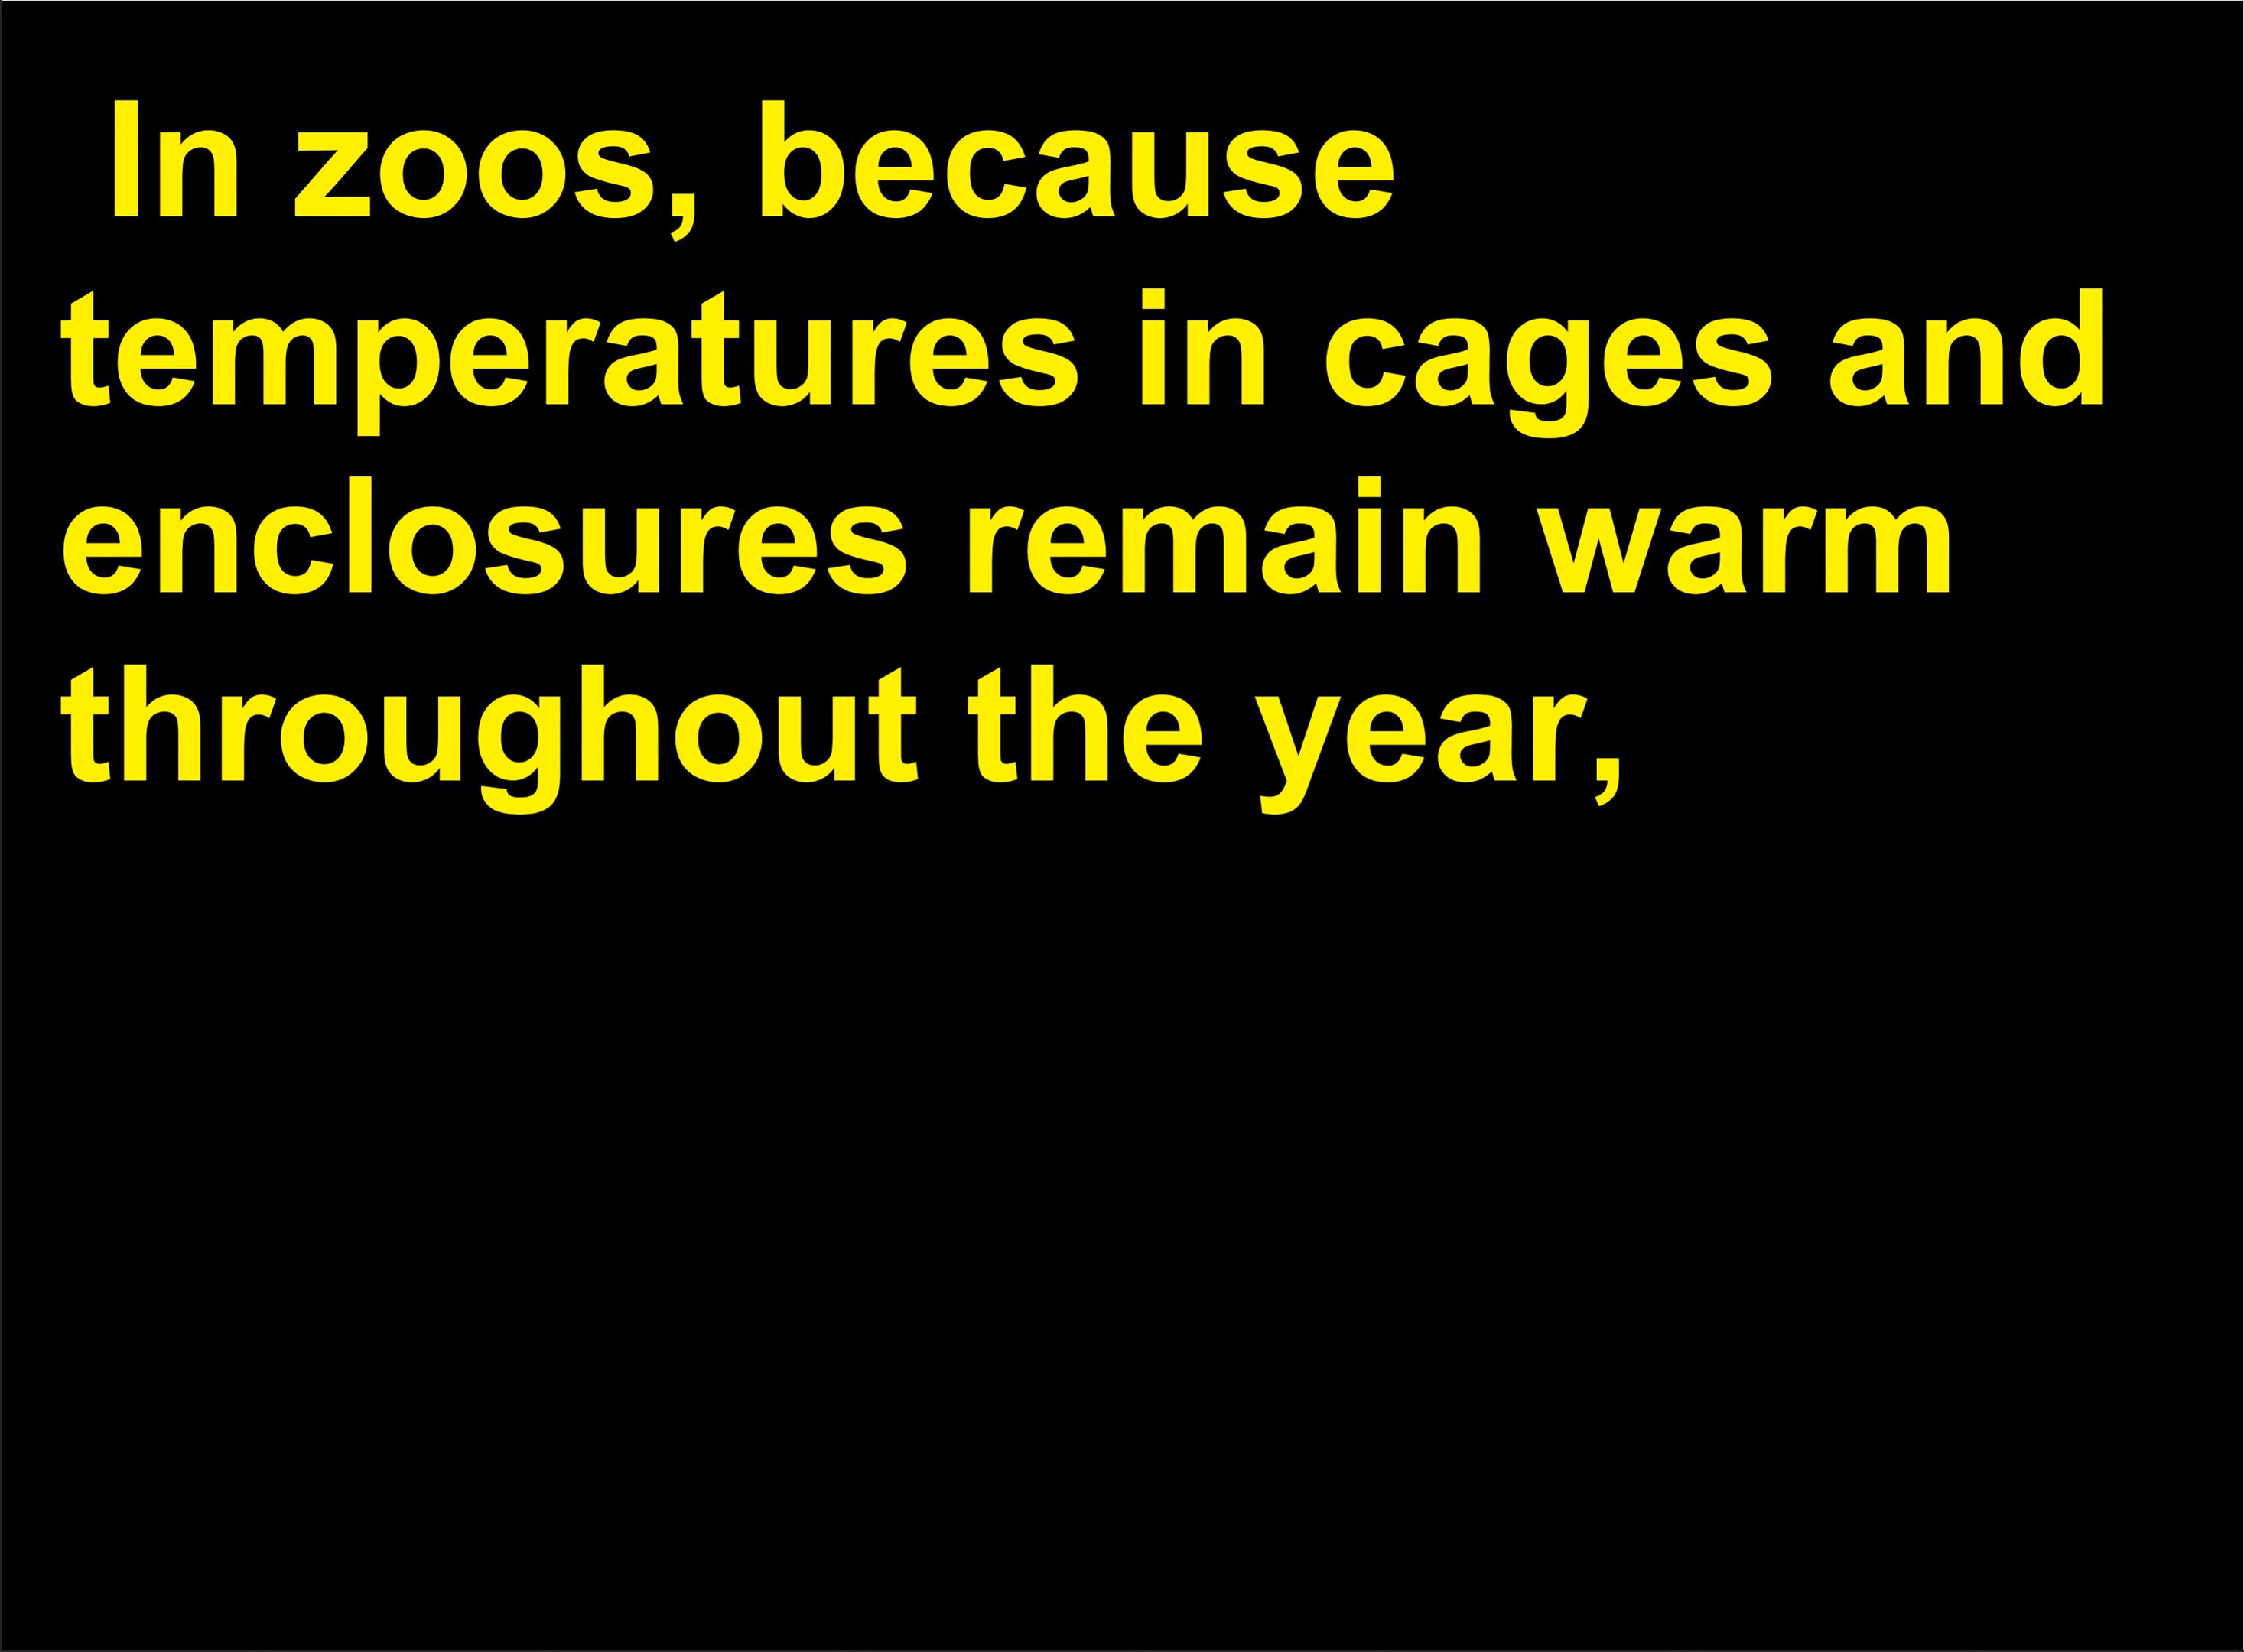 In zoos, because
temperatures in cages and
enclosures remain warm
throughout the year,